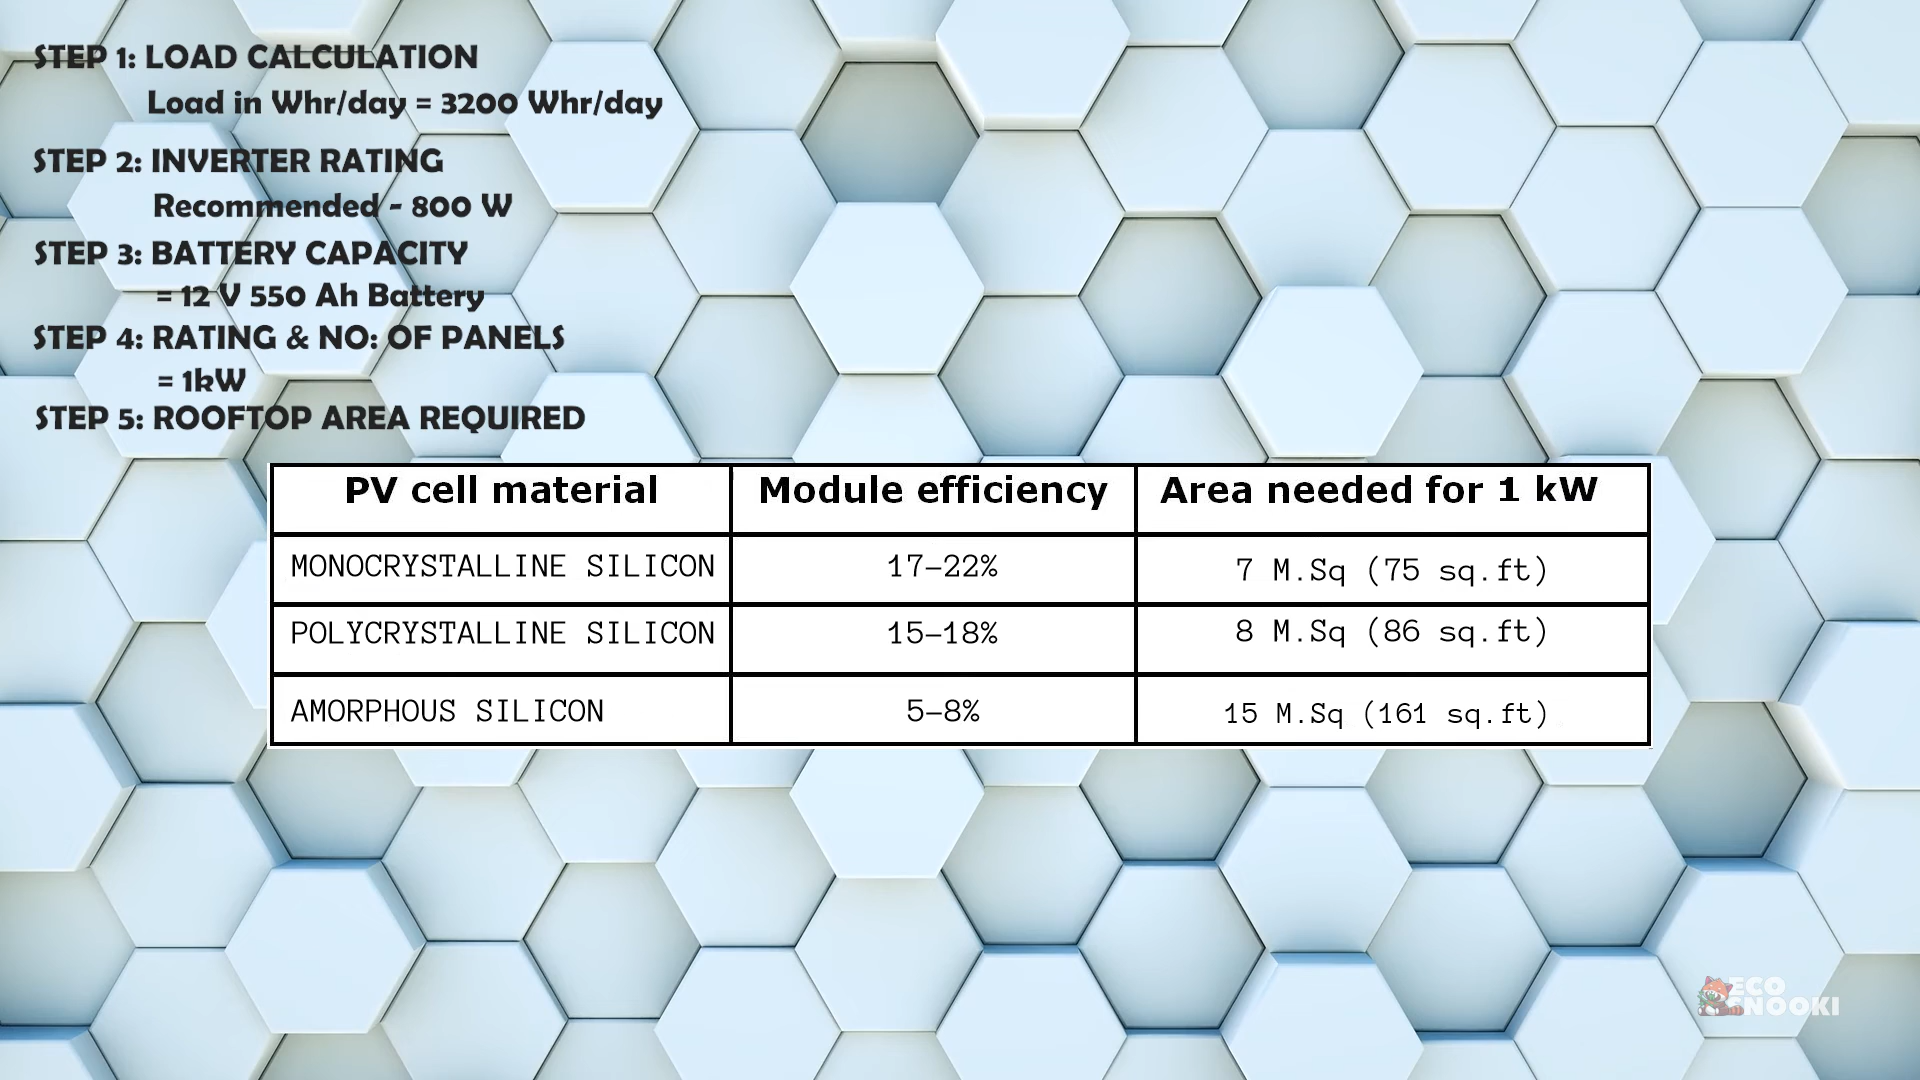 STEP 1: LOAD CALCULATION
Load in Whr/day = 3200 Whr/day
STEP 2: INVERTER RATING
Recommended - 800 W
STEP 3: BATTERY CAPACITY
= 12 V 550 Ah Battery
STEP 4: RATING & NO: OF PANELS
= 1kW
STEP 5: ROOFTOP AREA REQUIRED
PV cell material Module efficiency Area needed for 1 kW
MONOCRYSTALLINE SILICON 17–22% 7 M.Sq (75 sq.ft)
POLYCRYSTALLINE SILICON 15–18% 8 M.Sq (86 sq.ft)
AMORPHOUS SILICON 5–8% 15 M.Sq (161 sq.ft)
ECO
SNOOKI